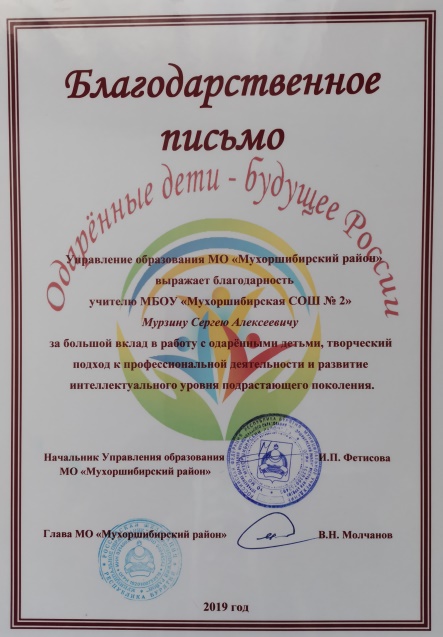 Благодарственное
письмо
Одарённые дети - будущее России
Управление образования МО «Мухоршибирский район»
выражает благодарность
учителю МБОУ «Мухоршибирская СОШ № 2»
Мурзину Сергею Алексеевичу
за большой вклад в работу с одарёнными детьми, творческий
подход к профессиональной деятельности и развитие
интеллектуального уровня подрастающего поколения.
Начальник Управления образования И.П. Фетисова
МО «Мухоршибирский район»
Глава МО «Мухоршибирский район» В.Н. Молчанов
2019 год